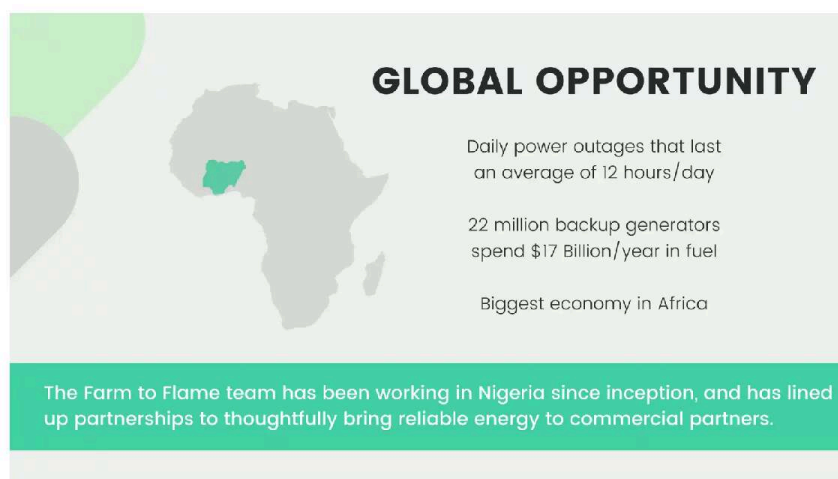 GLOBAL OPPORTUNITY
Daily power outages that last
an average of 12 hours/day
22 million backup generators
spend $17 Billion/year in fuel
Biggest economy in Africa
The Farm to Flame team has been working in Nigeria since inception, and has lined
up partnerships to thoughtfully bring reliable energy to commercial partners.